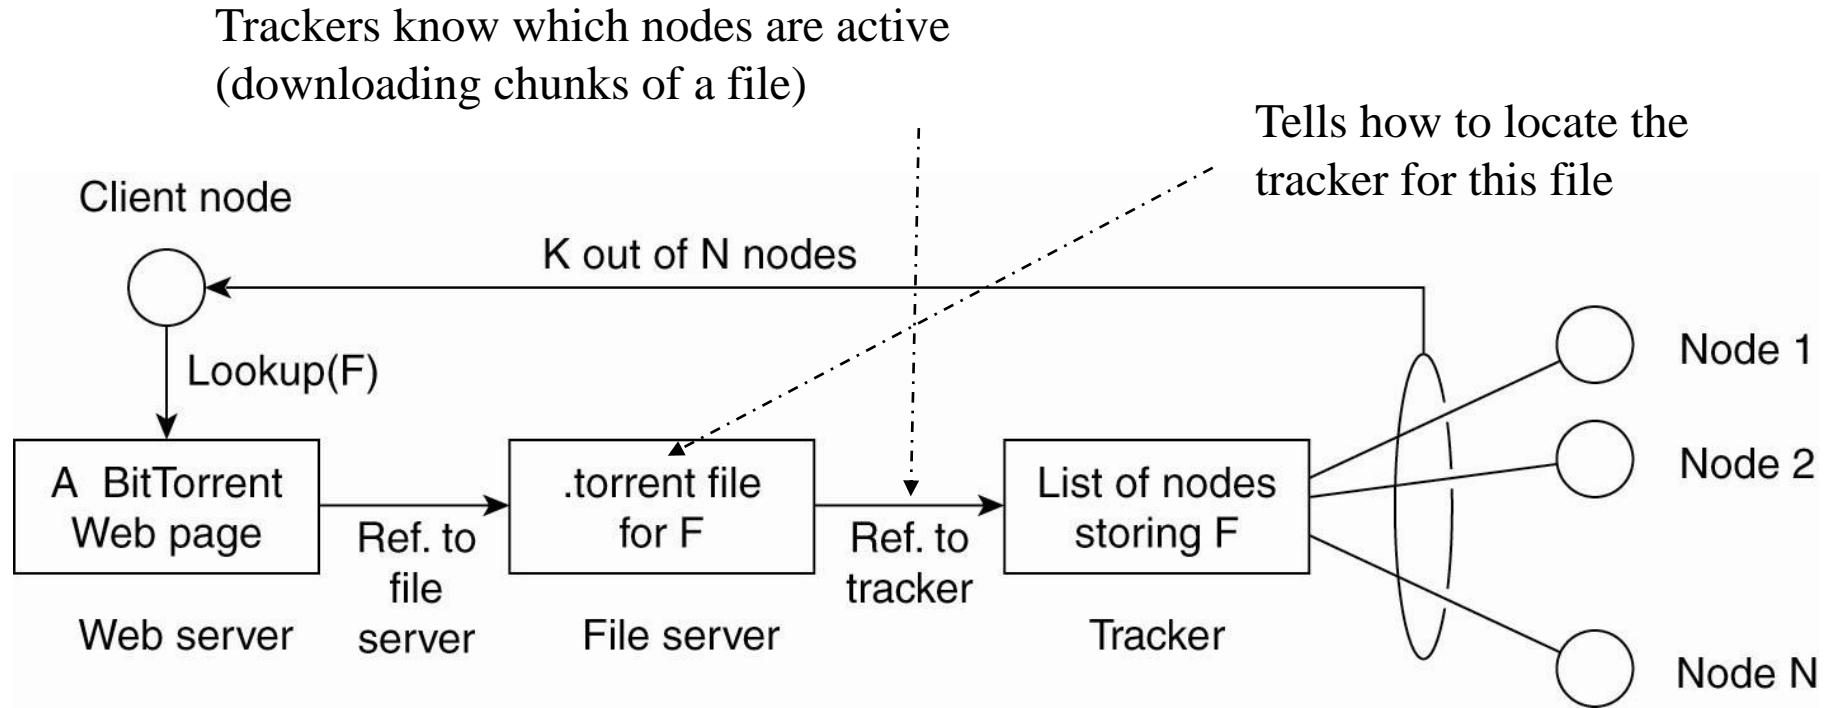 Trackers know which nodes are active
(downloading chunks of a file)
Tells how to locate the
tracker for this file
Client node
K out of N nodes
Lookup(F)
Node 1
Node 2
Node N
A BitTorrent
Web page
Ref. to
file
server
.torrent file
for F
Ref. to
tracker
List of nodes
storing F
Web server
File server
Tracker